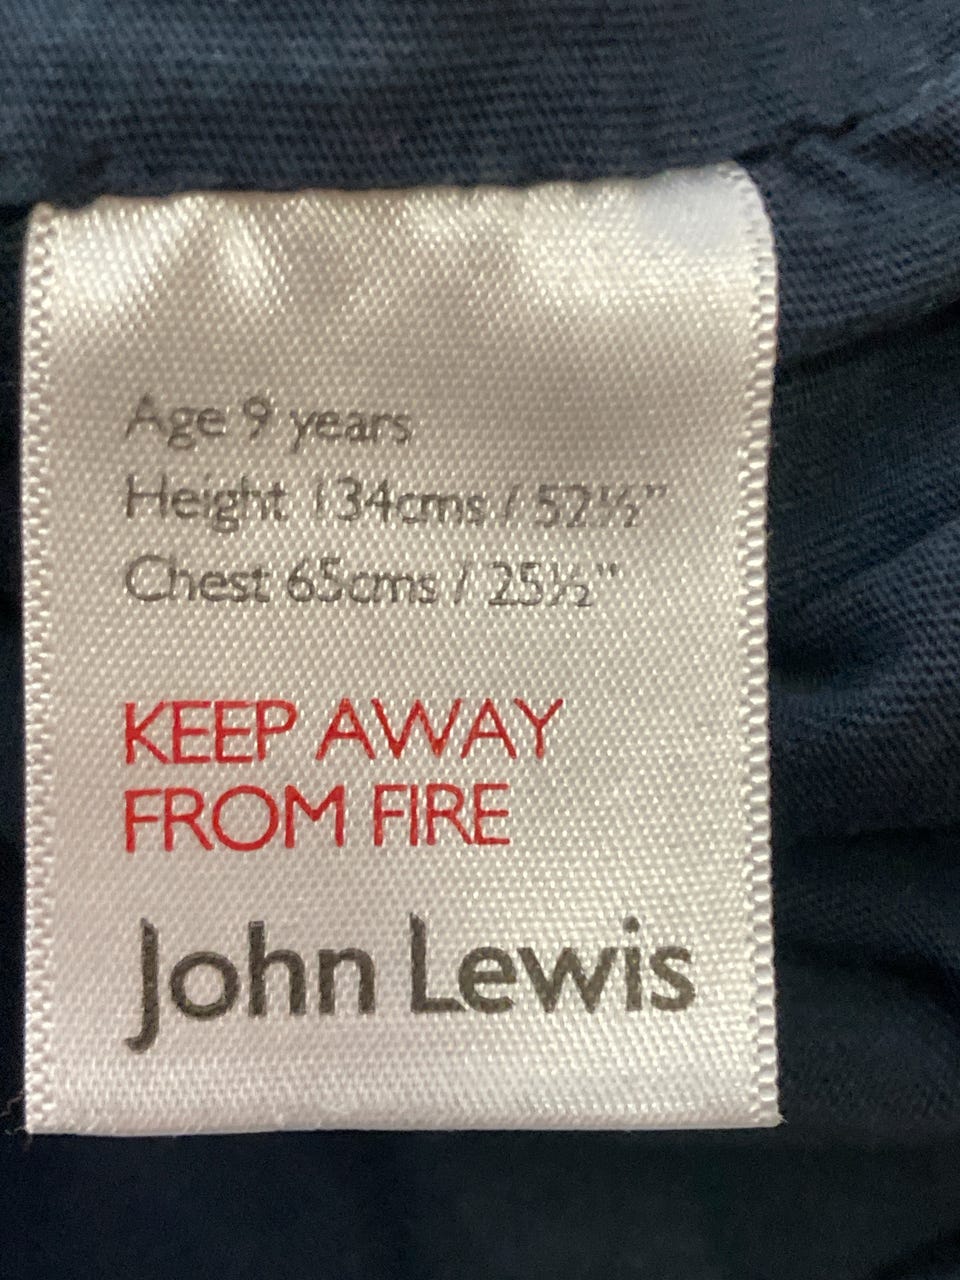 Age 9 years
Height 134cms / 52½"
Chest 65cms / 25½"
KEEP AWAY
FROM FIRE
John Lewis